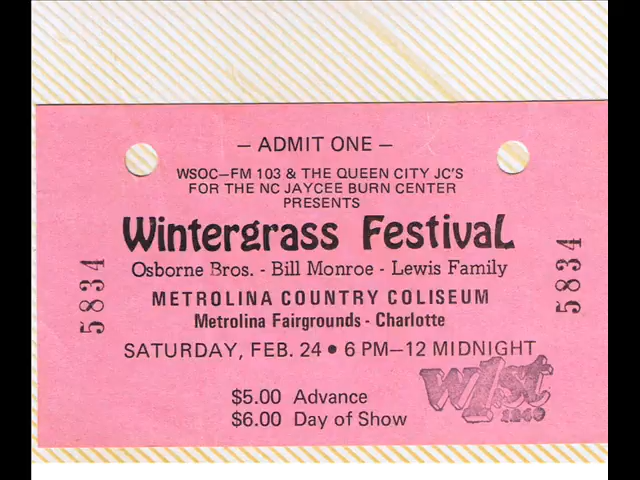 — ADMIT ONE —
WSOC—FM 103 & THE QUEEN CITY JC'S
FOR THE NC JAYCEE BURN CENTER
PRESENTS
Wintergrass Festival
Osborne Bros. - Bill Monroe - Lewis Family
METROLINA COUNTRY COLISEUM
Metrolina Fairgrounds - Charlotte
SATURDAY, FEB. 24 • 6 PM—12 MIDNIGHT
$5.00 Advance
$6.00 Day of Show
5834
5834
W1st
1240